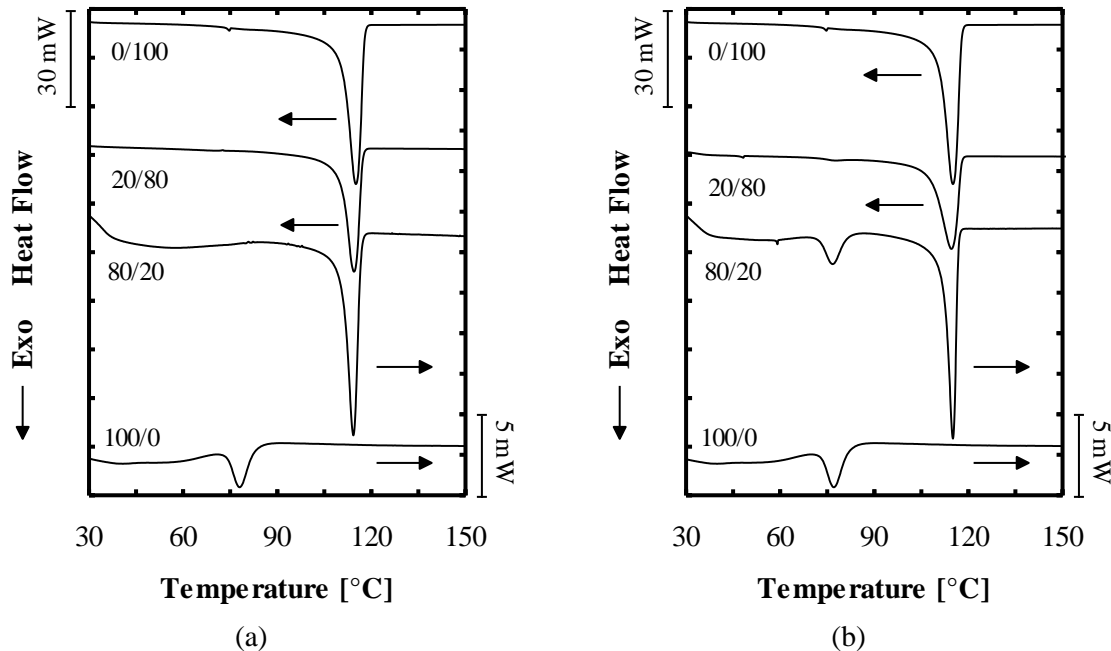 30 mW
0/100
20/80
80/20
100/0
Exo Heat Flow
5 mW
30 60 90 120 150
Temperature [°C]
(a)
30 mW
0/100
20/80
80/20
100/0
Exo Heat Flow
5 mW
30 60 90 120 150
Temperature [°C]
(b)